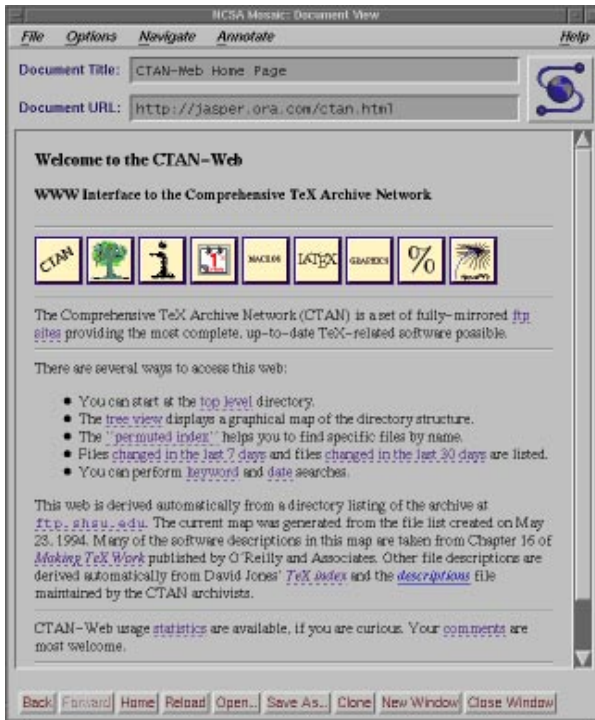 NCSA Mosaic: Document View
File Options Navigate Annotate Help
Document Title: CTAN-Web Home Page
Document URL: http://jasper.ora.com/ctan.html
Welcome to the CTAN-Web
WWW Interface to the Comprehensive TeX Archive Network
CTAN i 1 MACROS LATEX GRAPHICS %
The Comprehensive TeX Archive Network (CTAN) is a set of fully-mirrored ftp
sites providing the most complete, up-to-date TeX-related software possible.
There are several ways to access this web:
● You can start at the top level directory.
● The tree view displays a graphical map of the directory structure.
● The ``permuted index'' helps you to find specific files by name.
● Files changed in the last 7 days and files changed in the last 30 days are listed.
● You can perform keyword and date searches.
This web is derived automatically from a directory listing of the archive at
ftp.shsu.edu. The current map was generated from the file list created on May
23, 1994. Many of the software descriptions in this map are taken from Chapter 16 of
Making TeX Work published by O'Reilly and Associates. Other file descriptions are
derived automatically from David Jones' TeX index and the descriptions file
maintained by the CTAN archivists.
CTAN-Web usage statistics are available, if you are curious. Your comments are
most welcome.
Back Forward Home Reload Open... Save As... Clone New Window Close Window